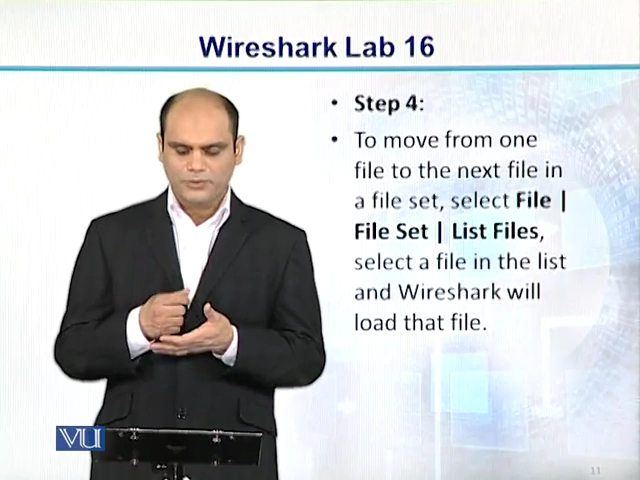 Wireshark Lab 16
• Step 4:
• To move from one
file to the next file in
a file set, select File |
File Set | List Files,
select a file in the list
and Wireshark will
load that file.
VU
11